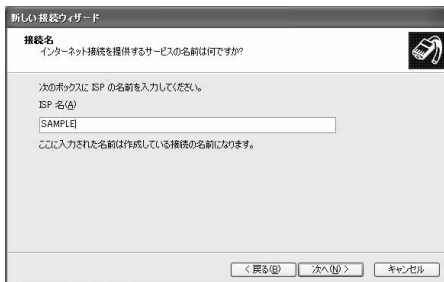 新しい接続ウィザード
接続名
インターネット接続を提供するサービスの名前は何ですか?
次のボックスに ISP の名前を入力してください。
ISP 名(A)
SAMPLE
ここに入力された名前は作成している接続の名前になります。
< 戻る(B) 次へ(N) > キャンセル